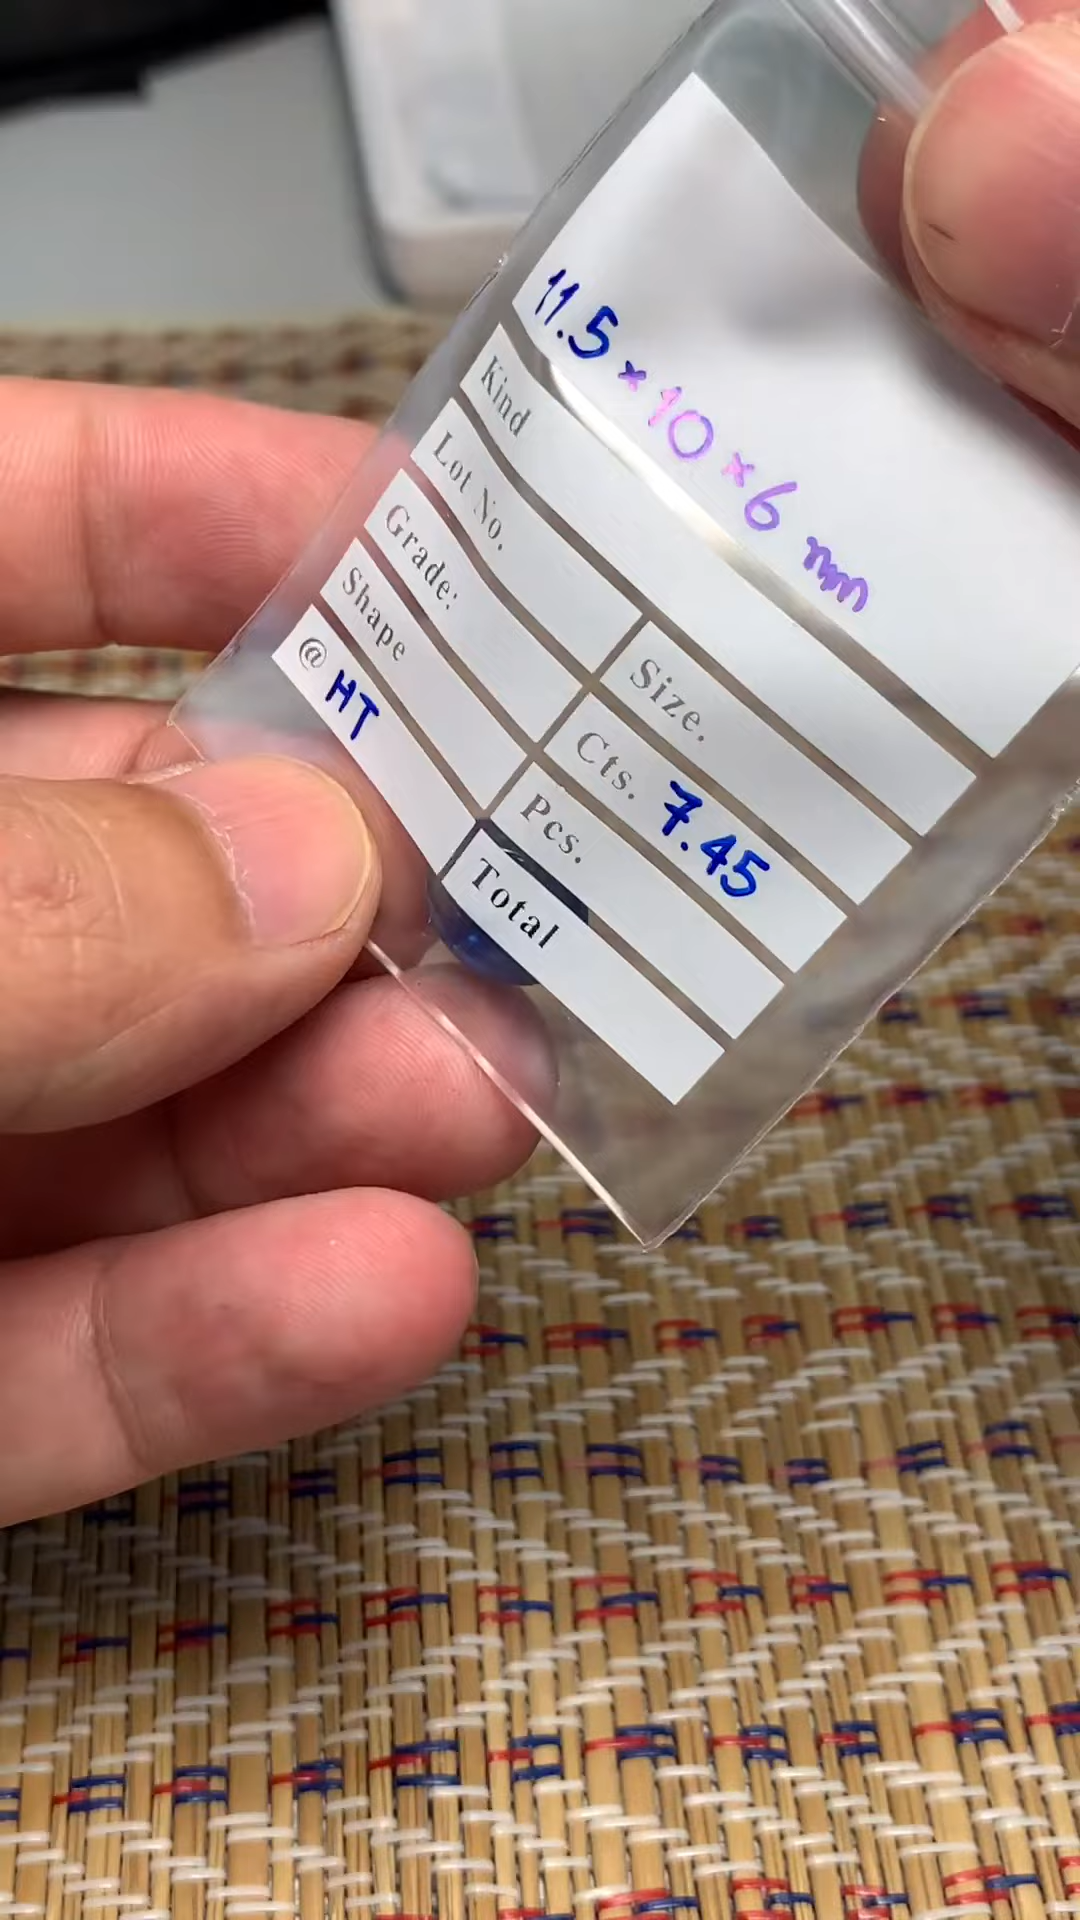 11.5 × 10 × 6 mm
Kind
Lot No.
Size.
Grade:
Cts. 7.45
Shape
Pcs.
@ HT
Total